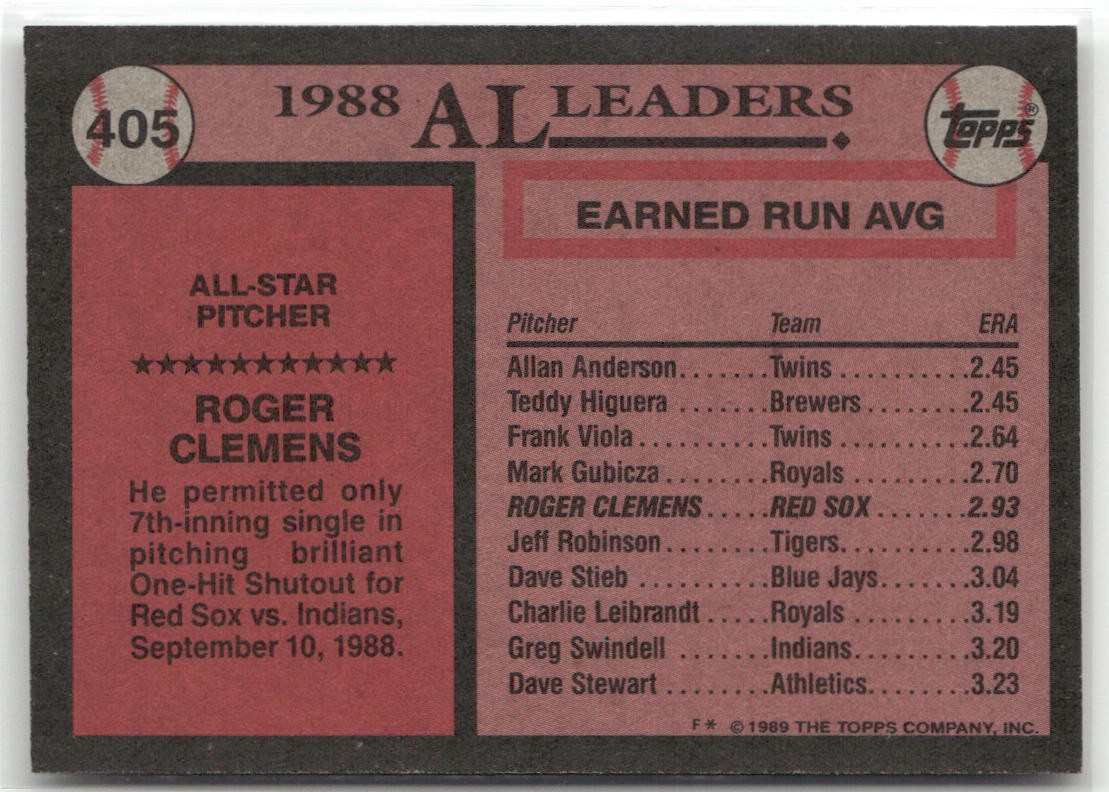 405
1988 AL LEADERS
topps®
EARNED RUN AVG
ALL-STAR
PITCHER
★★★★★★★★★★★
ROGER
CLEMENS
He permitted only
7th-inning single in
pitching brilliant
One-Hit Shutout for
Red Sox vs. Indians,
September 10, 1988.
Pitcher Team ERA
Allan Anderson.......Twins ..........2.45
Teddy Higuera .......Brewers........2.45
Frank Viola..........Twins ..........2.64
Mark Gubicza........Royals .........2.70
ROGER CLEMENS.....RED SOX .......2.93
Jeff Robinson........Tigers..........2.98
Dave Stieb ..........Blue Jays.......3.04
Charlie Leibrandt.....Royals .........3.19
Greg Swindell .......Indians.........3.20
Dave Stewart ........Athletics........3.23
F* ©1989 THE TOPPS COMPANY, INC.